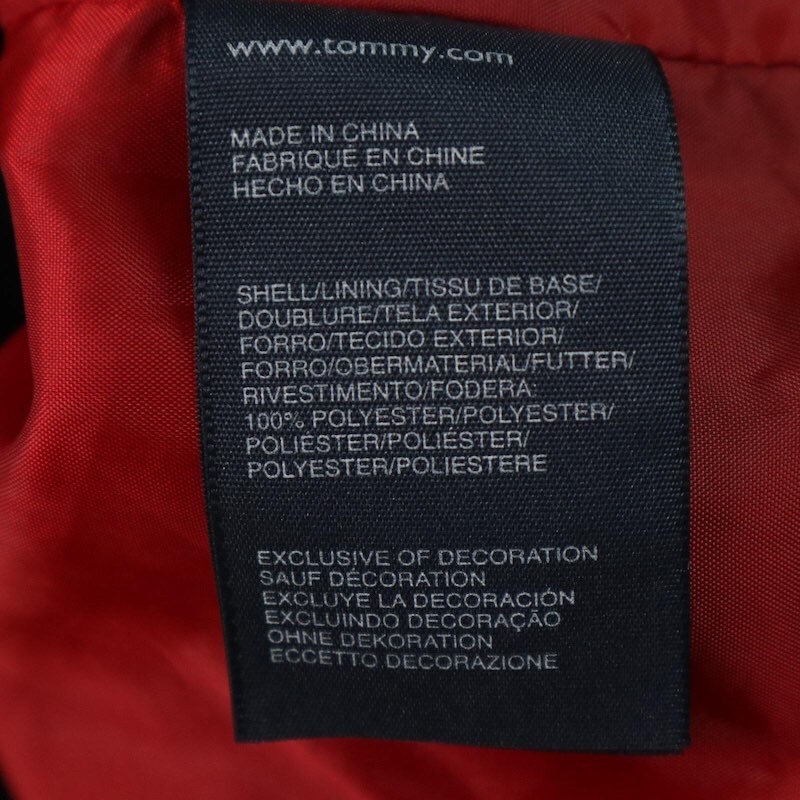 www.tommy.com
MADE IN CHINA
FABRIQUÉ EN CHINE
HECHO EN CHINA
SHELL/LINING/TISSU DE BASE/
DOUBLURE/TELA EXTERIOR/
FORRO/TECIDO EXTERIOR/
FORRO/OBERMATERIAL/FUTTER/
RIVESTIMENTO/FODERA:
100% POLYESTER/POLYESTER/
POLIÉSTER/POLIÉSTER/
POLYESTER/POLIESTERE
EXCLUSIVE OF DECORATION
SAUF DÉCORATION
EXCLUYE LA DECORACIÓN
EXCLUINDO DECORAÇÃO
OHNE DEKORATION
ECCETTO DECORAZIONE